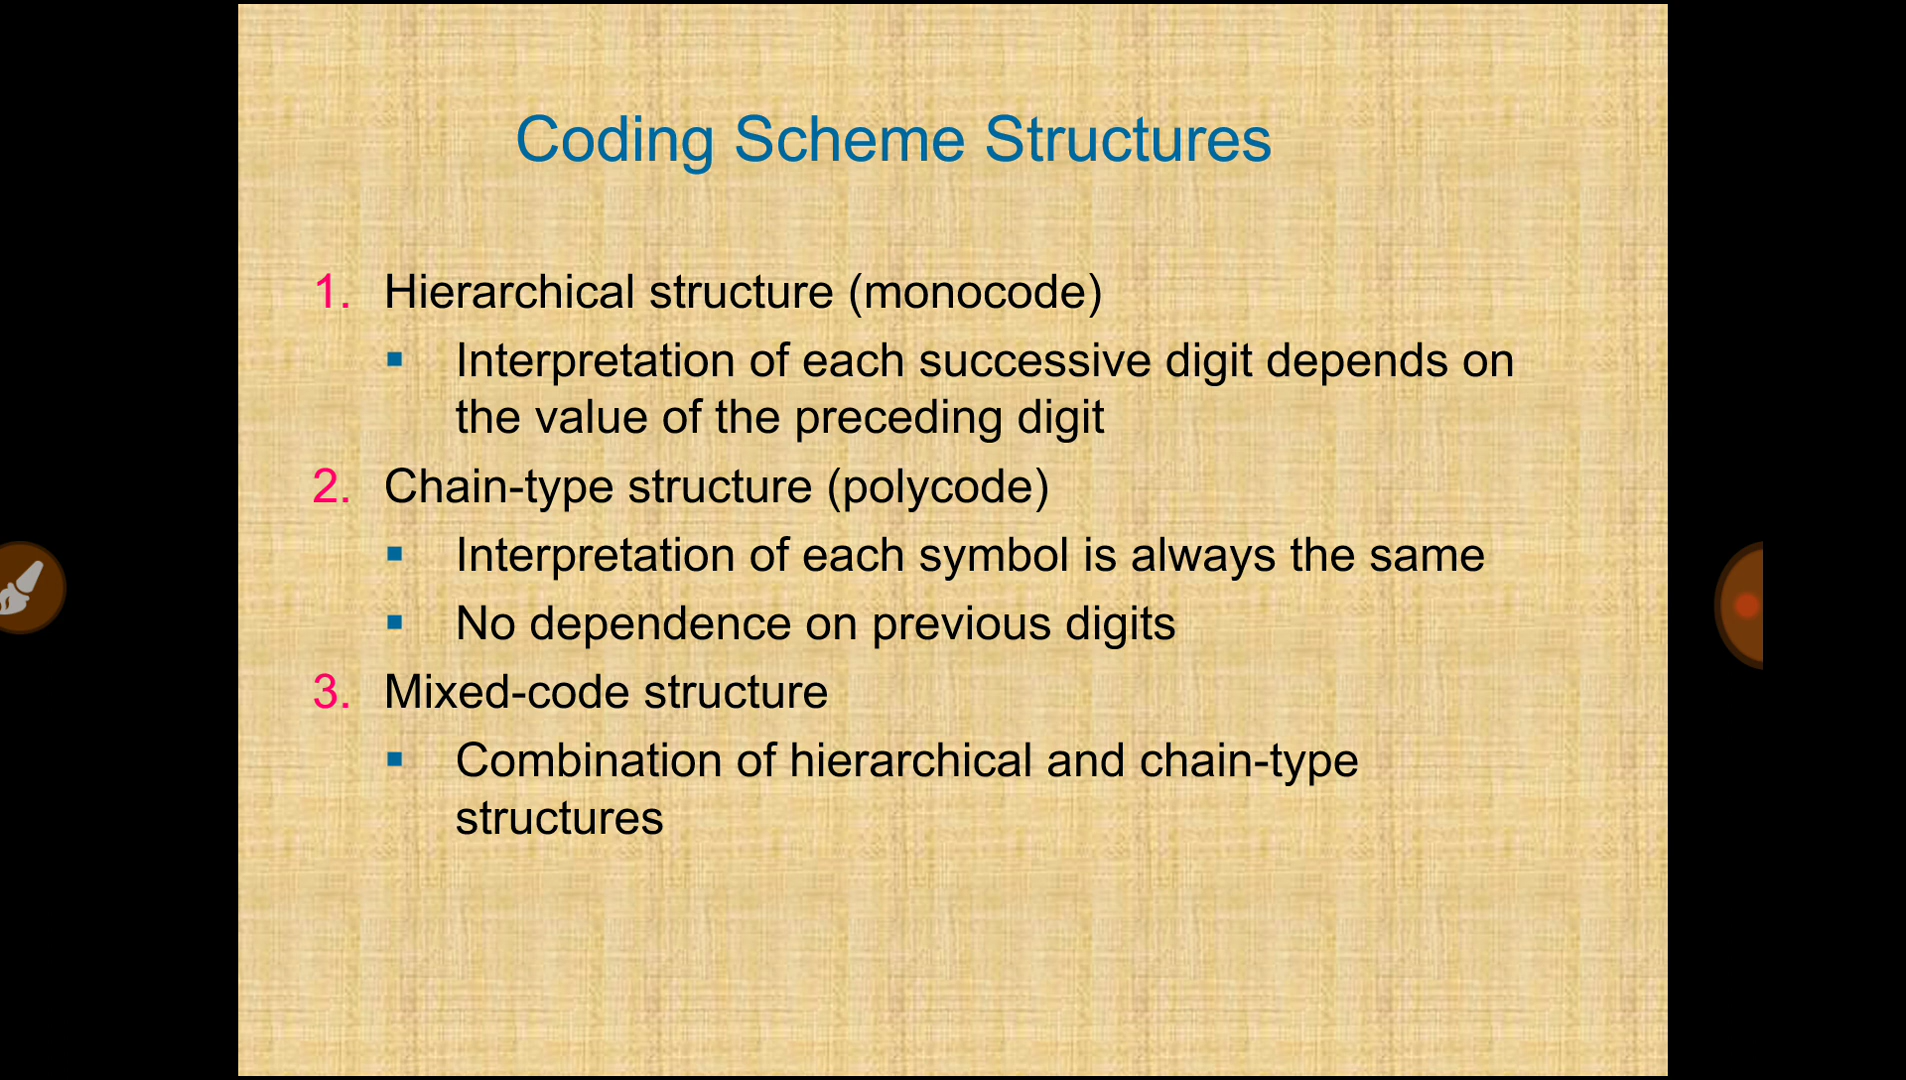 Coding Scheme Structures
1. Hierarchical structure (monocode)
▪ Interpretation of each successive digit depends on
the value of the preceding digit
2. Chain-type structure (polycode)
▪ Interpretation of each symbol is always the same
▪ No dependence on previous digits
3. Mixed-code structure
▪ Combination of hierarchical and chain-type
structures